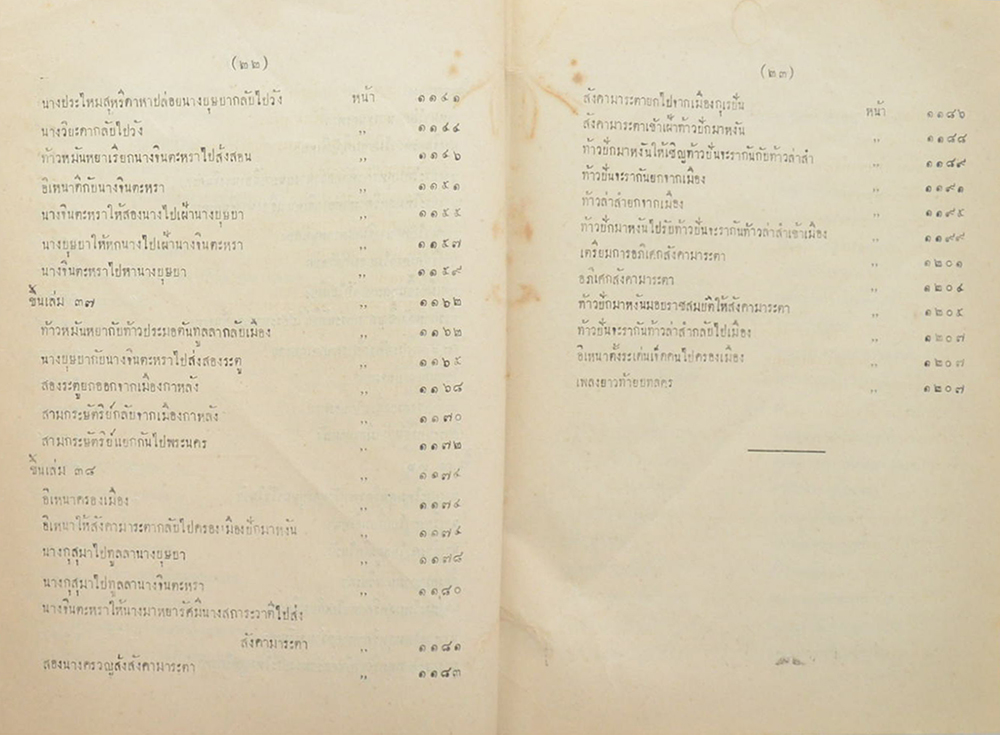 (๒๒)
นางประไหมสุหรีดาหาปล่อยนางบุษบากลับไปวัง หน้า ๑๑๔๑
นางวิยะดากลับไปวัง ,, ๑๑๔๔
ท้าวหมันหยาเรียกนางจินตะหราไปสั่งสอน ,, ๑๑๔๖
อิเหนาดีกับนางจินตะหรา ,, ๑๑๕๑
นางจินตะหราให้สองนางไปเฝ้านางบุษบา ,, ๑๑๕๕
นางบุษบาให้หกนางไปเฝ้านางจินตะหรา ,, ๑๑๕๗
นางจินตะหราไปหานางบุษบา ,, ๑๑๕๙
ขึ้นเล่ม ๓๗ ,, ๑๑๖๒
ท้าวหมันหยากับท้าวประมอตันทูลลากลับเมือง ,, ๑๑๖๒
นางบุษบากับนางจินตะหราไปส่งสองระตู ,, ๑๑๖๕
สองระตูยกออกจากเมืองกาหลัง ,, ๑๑๖๘
สามกระษัตริย์กลับจากเมืองกาหลัง ,, ๑๑๗๐
สามกระษัตริย์แยกกันไปพระนคร ,, ๑๑๗๒
ขึ้นเล่ม ๓๘ ,, ๑๑๗๔
อิเหนาครองเมือง ,, ๑๑๗๔
อิเหนาให้สังคามาระตากลับไปครองเมืองปักมาหงัน ,, ๑๑๗๕
นางกุสุมาไปทูลลานางบุษบา ,, ๑๑๗๘
นางกุสุมาไปทูลลานางจินตะหรา ,, ๑๑๘๐
นางจินตะหราให้นางมาหยารัศมีนางสการะวาตีไปส่ง
สังคามาระตา ,, ๑๑๘๑
สองนางครวญสั่งสังคามาระตา ,, ๑๑๘๓
(๒๓)
สังคามาระตายกไปจากเมืองกุเรปัน หน้า ๑๑๘๖
สังคามาระตาเข้าเฝ้าท้าวปักมาหงัน ,, ๑๑๘๘
ท้าวปักมาหงันให้เชิญท้าวปันจะรากันกับท้าวล่าสำ ,, ๑๑๘๙
ท้าวปันจะรากันยกจากเมือง ,, ๑๑๙๑
ท้าวล่าสำยกจากเมือง ,, ๑๑๙๕
ท้าวปักมาหงันไปรับท้าวปันจะรากันท้าวล่าสำเข้าเมือง ,, ๑๑๙๙
เตรียมการอภิเศกสังคามาระตา ,, ๑๒๐๑
อภิเศกสังคามาระตา ,, ๑๒๐๔
ท้าวปักมาหงันมอบราชสมบัติให้สังคามาระตา ,, ๑๒๐๕
ท้าวปันจะรากันท้าวล่าสำกลับไปเมือง ,, ๑๒๐๗
อิเหนาตั้งระเด่นเจ็ดคนไปครองเมือง ,, ๑๒๐๗
เพลงยาวท้ายบทลคร ,, ๑๒๐๗